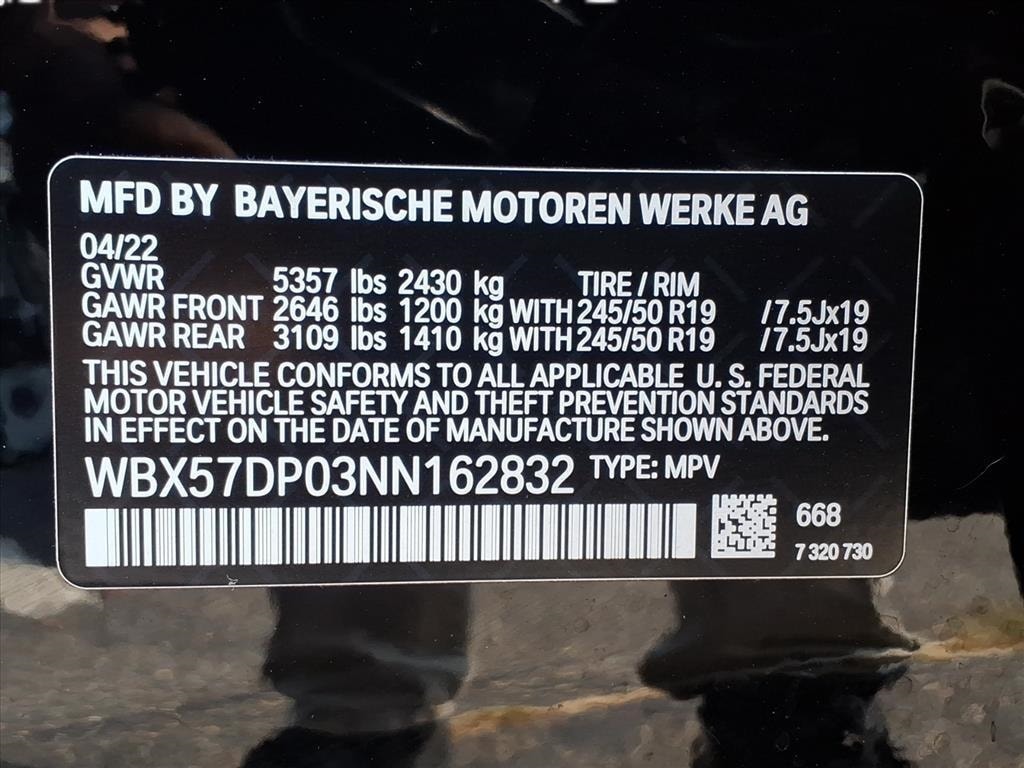 MFD BY BAYERISCHE MOTOREN WERKE AG
04/22
GVWR 5357 lbs 2430 kg TIRE / RIM
GAWR FRONT 2646 lbs 1200 kg WITH 245/50 R19 /7.5Jx19
GAWR REAR 3109 lbs 1410 kg WITH 245/50 R19 /7.5Jx19
THIS VEHICLE CONFORMS TO ALL APPLICABLE U. S. FEDERAL
MOTOR VEHICLE SAFETY AND THEFT PREVENTION STANDARDS
IN EFFECT ON THE DATE OF MANUFACTURE SHOWN ABOVE.
WBX57DP03NN162832 TYPE: MPV
668
7 320 730